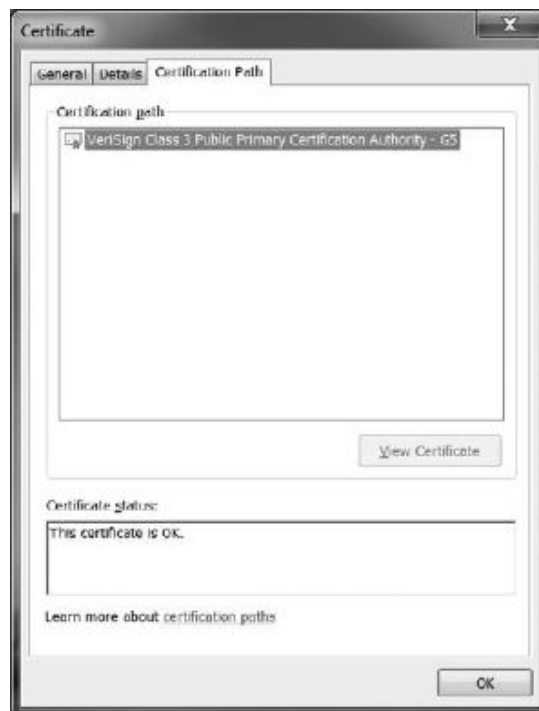 Certificate
X
General Details Certification Path
Certification path
VeriSign Class 3 Public Primary Certification Authority - G5
View Certificate
Certificate status:
This certificate is OK.
Learn more about certification paths
OK